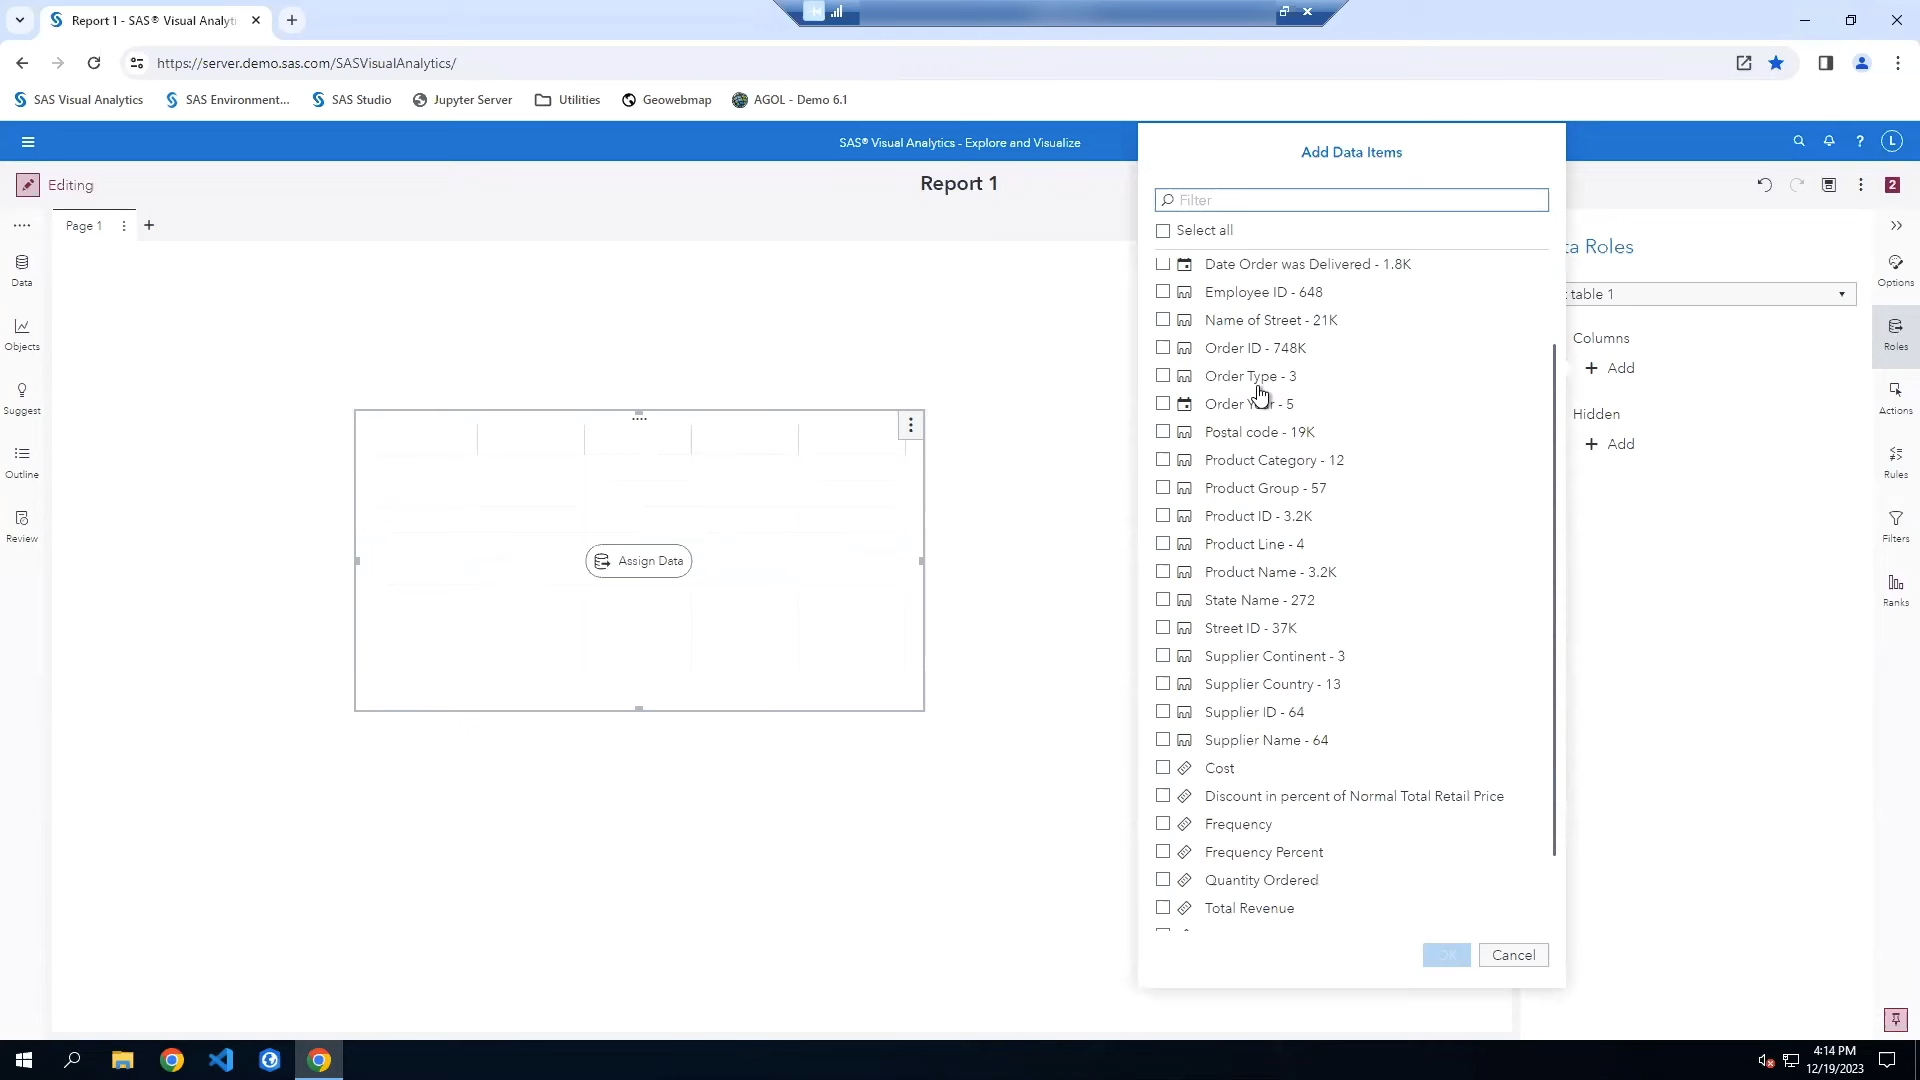 Report 1 - SAS® Visual Analyti
https://server.demo.sas.com/SASVisualAnalytics/
SAS Visual Analytics
SAS Environment...
SAS Studio
Jupyter Server
Utilities
Geowebmap
AGOL - Demo 6.1
SAS® Visual Analytics - Explore and Visualize
L
Editing
Report 1
2
Page 1
Data
Objects
Suggest
Outline
Review
Assign Data
Add Data Items
Filter
Select all
Date Order was Delivered - 1.8K
Employee ID - 648
Name of Street - 21K
Order ID - 748K
Order Type - 3
Order - 5
Postal code - 19K
Product Category - 12
Product Group - 57
Product ID - 3.2K
Product Line - 4
Product Name - 3.2K
State Name - 272
Street ID - 37K
Supplier Continent - 3
Supplier Country - 13
Supplier ID - 64
Supplier Name - 64
Cost
Discount in percent of Normal Total Retail Price
Frequency
Frequency Percent
Quantity Ordered
Total Revenue
OK
Cancel
ta Roles
table 1
Columns
Add
Hidden
Add
Options
Roles
Actions
Rules
Filters
Ranks
4:14 PM
12/19/2023